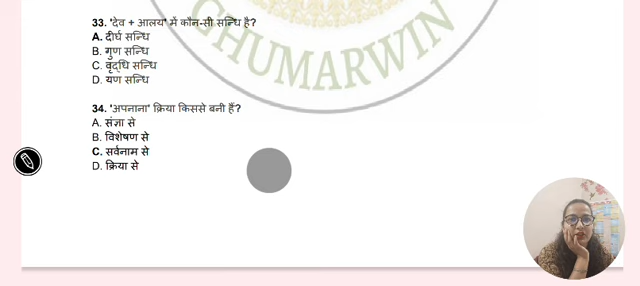 33. 'देव + आलय' में कौन-सी सन्धि है?
A. दीर्घ सन्धि
B. गुण सन्धि
C. वृद्धि सन्धि
D. यण सन्धि
GHUMARWIN
34. 'अपनाना' क्रिया किससे बनी हैं?
A. संज्ञा से
B. विशेषण से
C. सर्वनाम से
D. क्रिया से